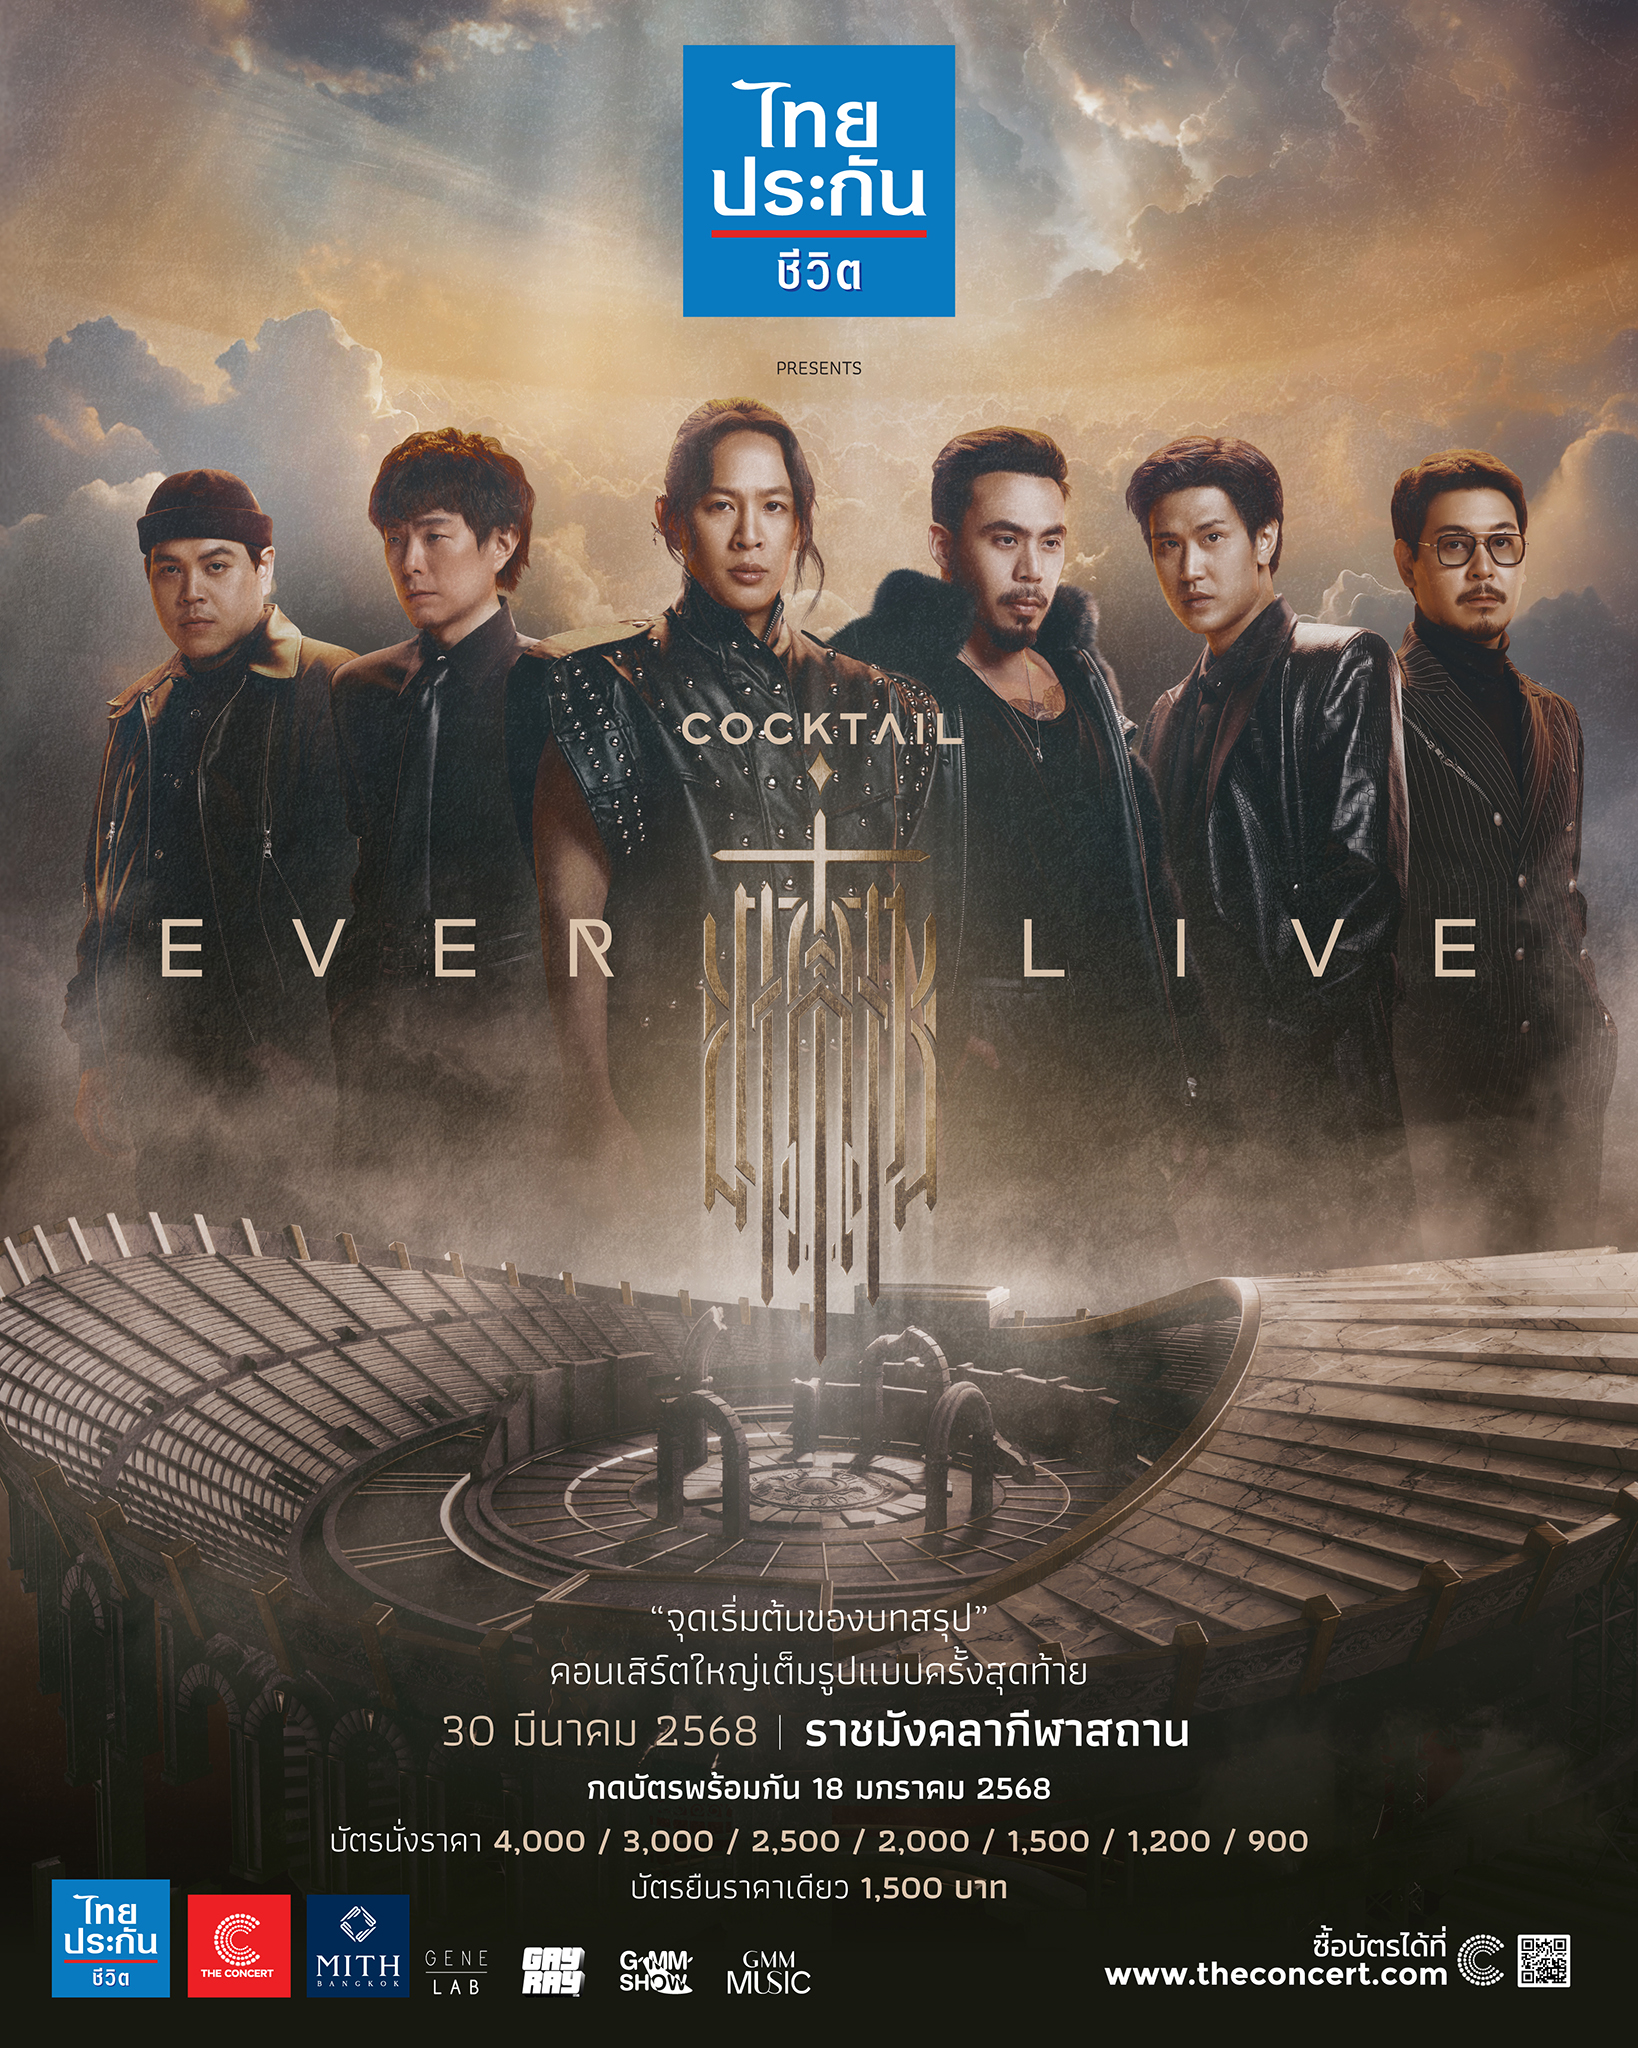 ไทย
ประกัน
ชีวิต
PRESENTS
COCKTAIL
EVER LIVE
“จุดเริ่มต้นของบทสรุป”
คอนเสิร์ตใหญ่เต็มรูปแบบครั้งสุดท้าย
30 มีนาคม 2568 | ราชมังคลากีฬาสถาน
กดบัตรพร้อมกัน 18 มกราคม 2568
บัตรนั่งราคา 4,000 / 3,000 / 2,500 / 2,000 / 1,500 / 1,200 / 900
บัตรยืนราคาเดียว 1,500 บาท
ไทย
ประกัน
ชีวิต
THE CONCERT
MITH
BANGKOK
GENE
LAB
GAY
RAY
GMM
SHOW
GMM
MUSIC
ซื้อบัตรได้ที่
www.theconcert.com